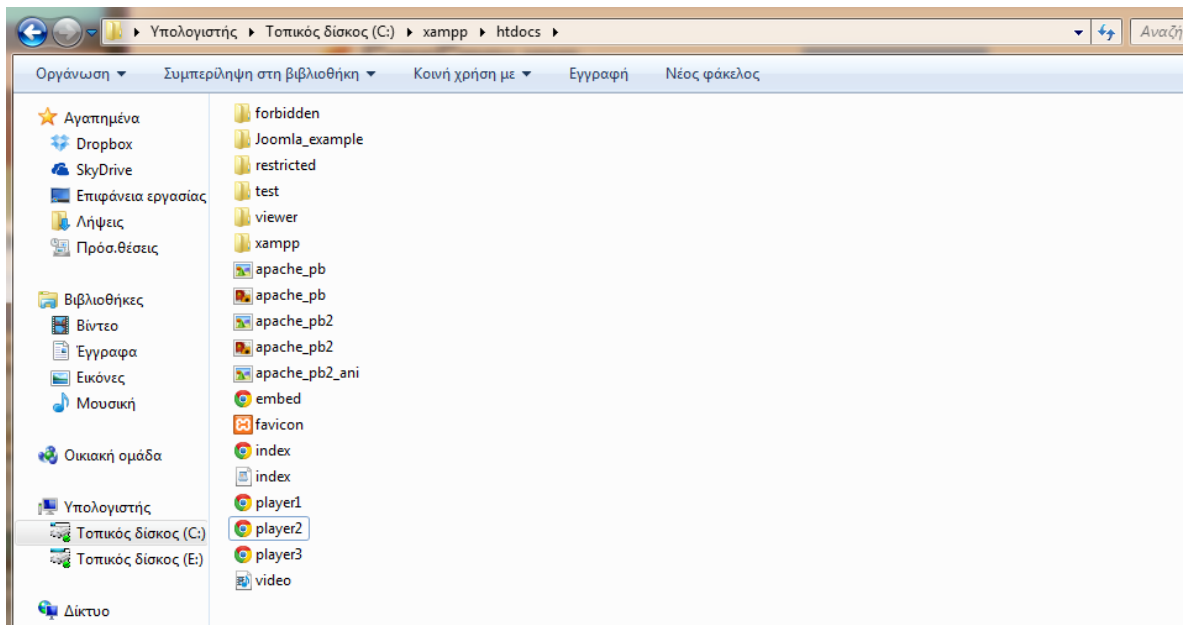 Υπολογιστής Τοπικός δίσκος (C:) xampp htdocs Αναζή
Οργάνωση Συμπερίληψη στη βιβλιοθήκη Κοινή χρήση με Εγγραφή Νέος φάκελος
Αγαπημένα
Dropbox
SkyDrive
Επιφάνεια εργασίας
Λήψεις
Πρόσ.θέσεις
Βιβλιοθήκες
Βίντεο
Έγγραφα
Εικόνες
Μουσική
Οικιακή ομάδα
Υπολογιστής
Τοπικός δίσκος (C:)
Τοπικός δίσκος (E:)
Δίκτυο
forbidden
Joomla_example
restricted
test
viewer
xampp
apache_pb
apache_pb
apache_pb2
apache_pb2
apache_pb2_ani
embed
favicon
index
index
player1
player2
player3
video